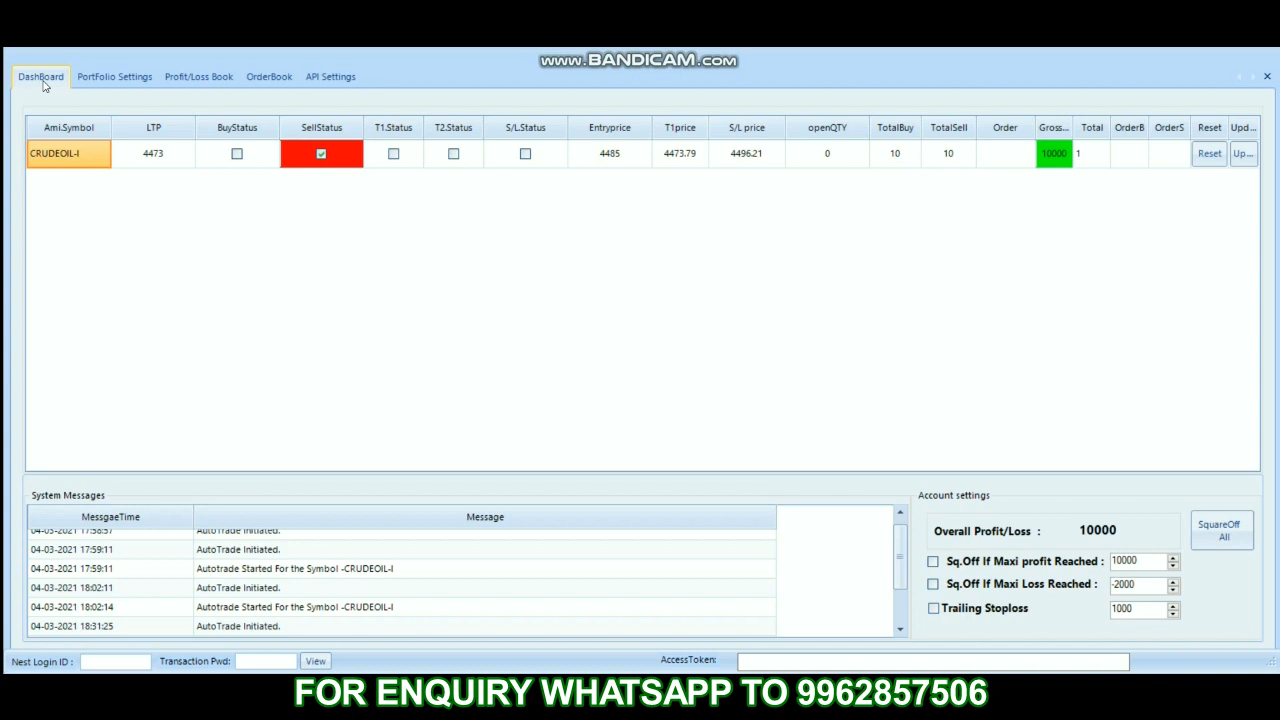 www.BANDICAM.com
DashBoard PortFolio Settings Profit/Loss Book OrderBook API Settings
Ami.Symbol LTP BuyStatus SellStatus T1.Status T2.Status S/L.Status Entryprice T1price S/L price openQTY TotalBuy TotalSell Order Gross... Total OrderB OrderS Reset Upd...
CRUDEOIL-I 4473 4485 4473.79 4496.21 0 10 10 10000 1 Reset Up...
System Messages
MessgaeTime Message
04-03-2021 17:58:57 AutoTrade Initiated.
04-03-2021 17:59:11 AutoTrade Initiated.
04-03-2021 17:59:11 Autotrade Started For the Symbol -CRUDEOIL-I
04-03-2021 18:02:11 AutoTrade Initiated.
04-03-2021 18:02:14 Autotrade Started For the Symbol -CRUDEOIL-I
04-03-2021 18:31:25 AutoTrade Initiated.
Account settings
Overall Profit/Loss : 10000
SquareOff
All
Sq.Off If Maxi profit Reached : 10000
Sq.Off If Maxi Loss Reached : -2000
Trailing Stoploss 1000
Nest Login ID : Transaction Pwd: View AccessToken:
FOR ENQUIRY WHATSAPP TO 9962857506